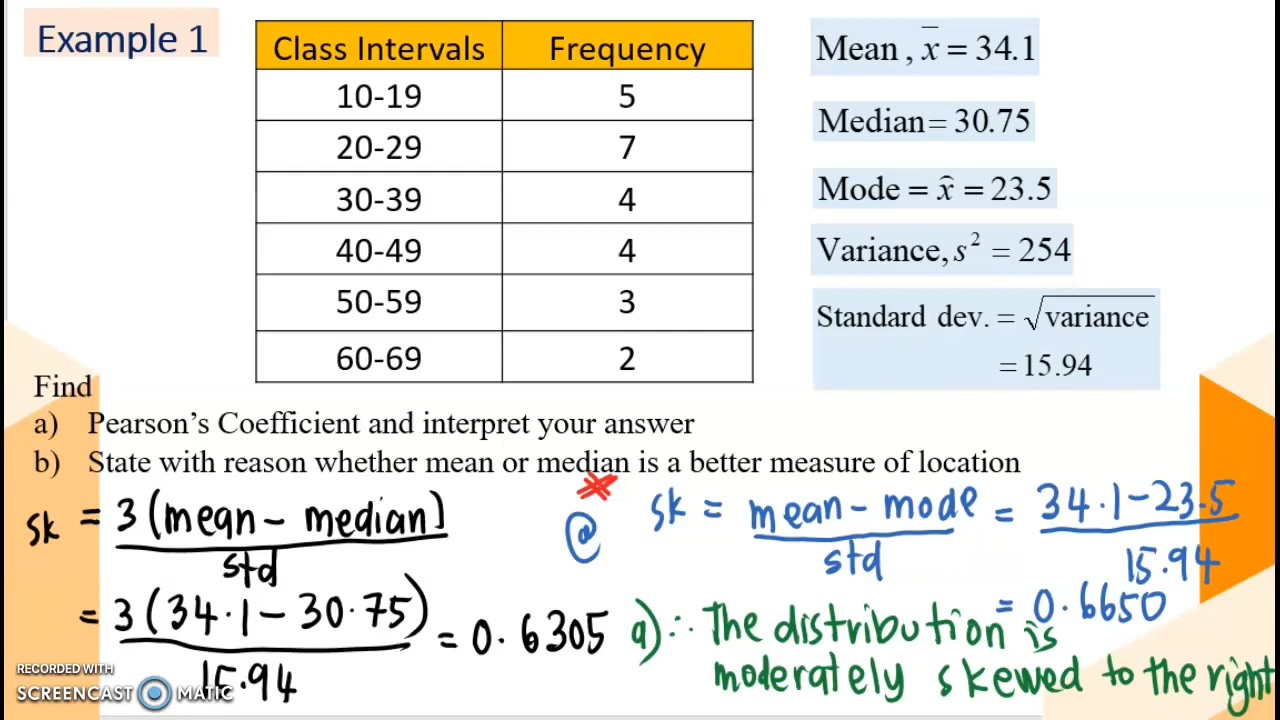 Example 1
Class Intervals Frequency
10-19 5
20-29 7
30-39 4
40-49 4
50-59 3
60-69 2
Mean , x̄ = 34.1
Median = 30.75
Mode = x̂ = 23.5
Variance, s² = 254
Standard dev. = √variance
= 15.94
Find
a) Pearson's Coefficient and interpret your answer
b) State with reason whether mean or median is a better measure of location
sk = 3 (mean - median)
std
= 3 (34.1 - 30.75) = 0.6305
15.94
@ sk = mean - mode = 34.1 - 23.5
std 15.94
= 0.6650
a) ∴ The distribution is
moderately skewed to the right
RECORDED WITH
SCREENCAST MATIC